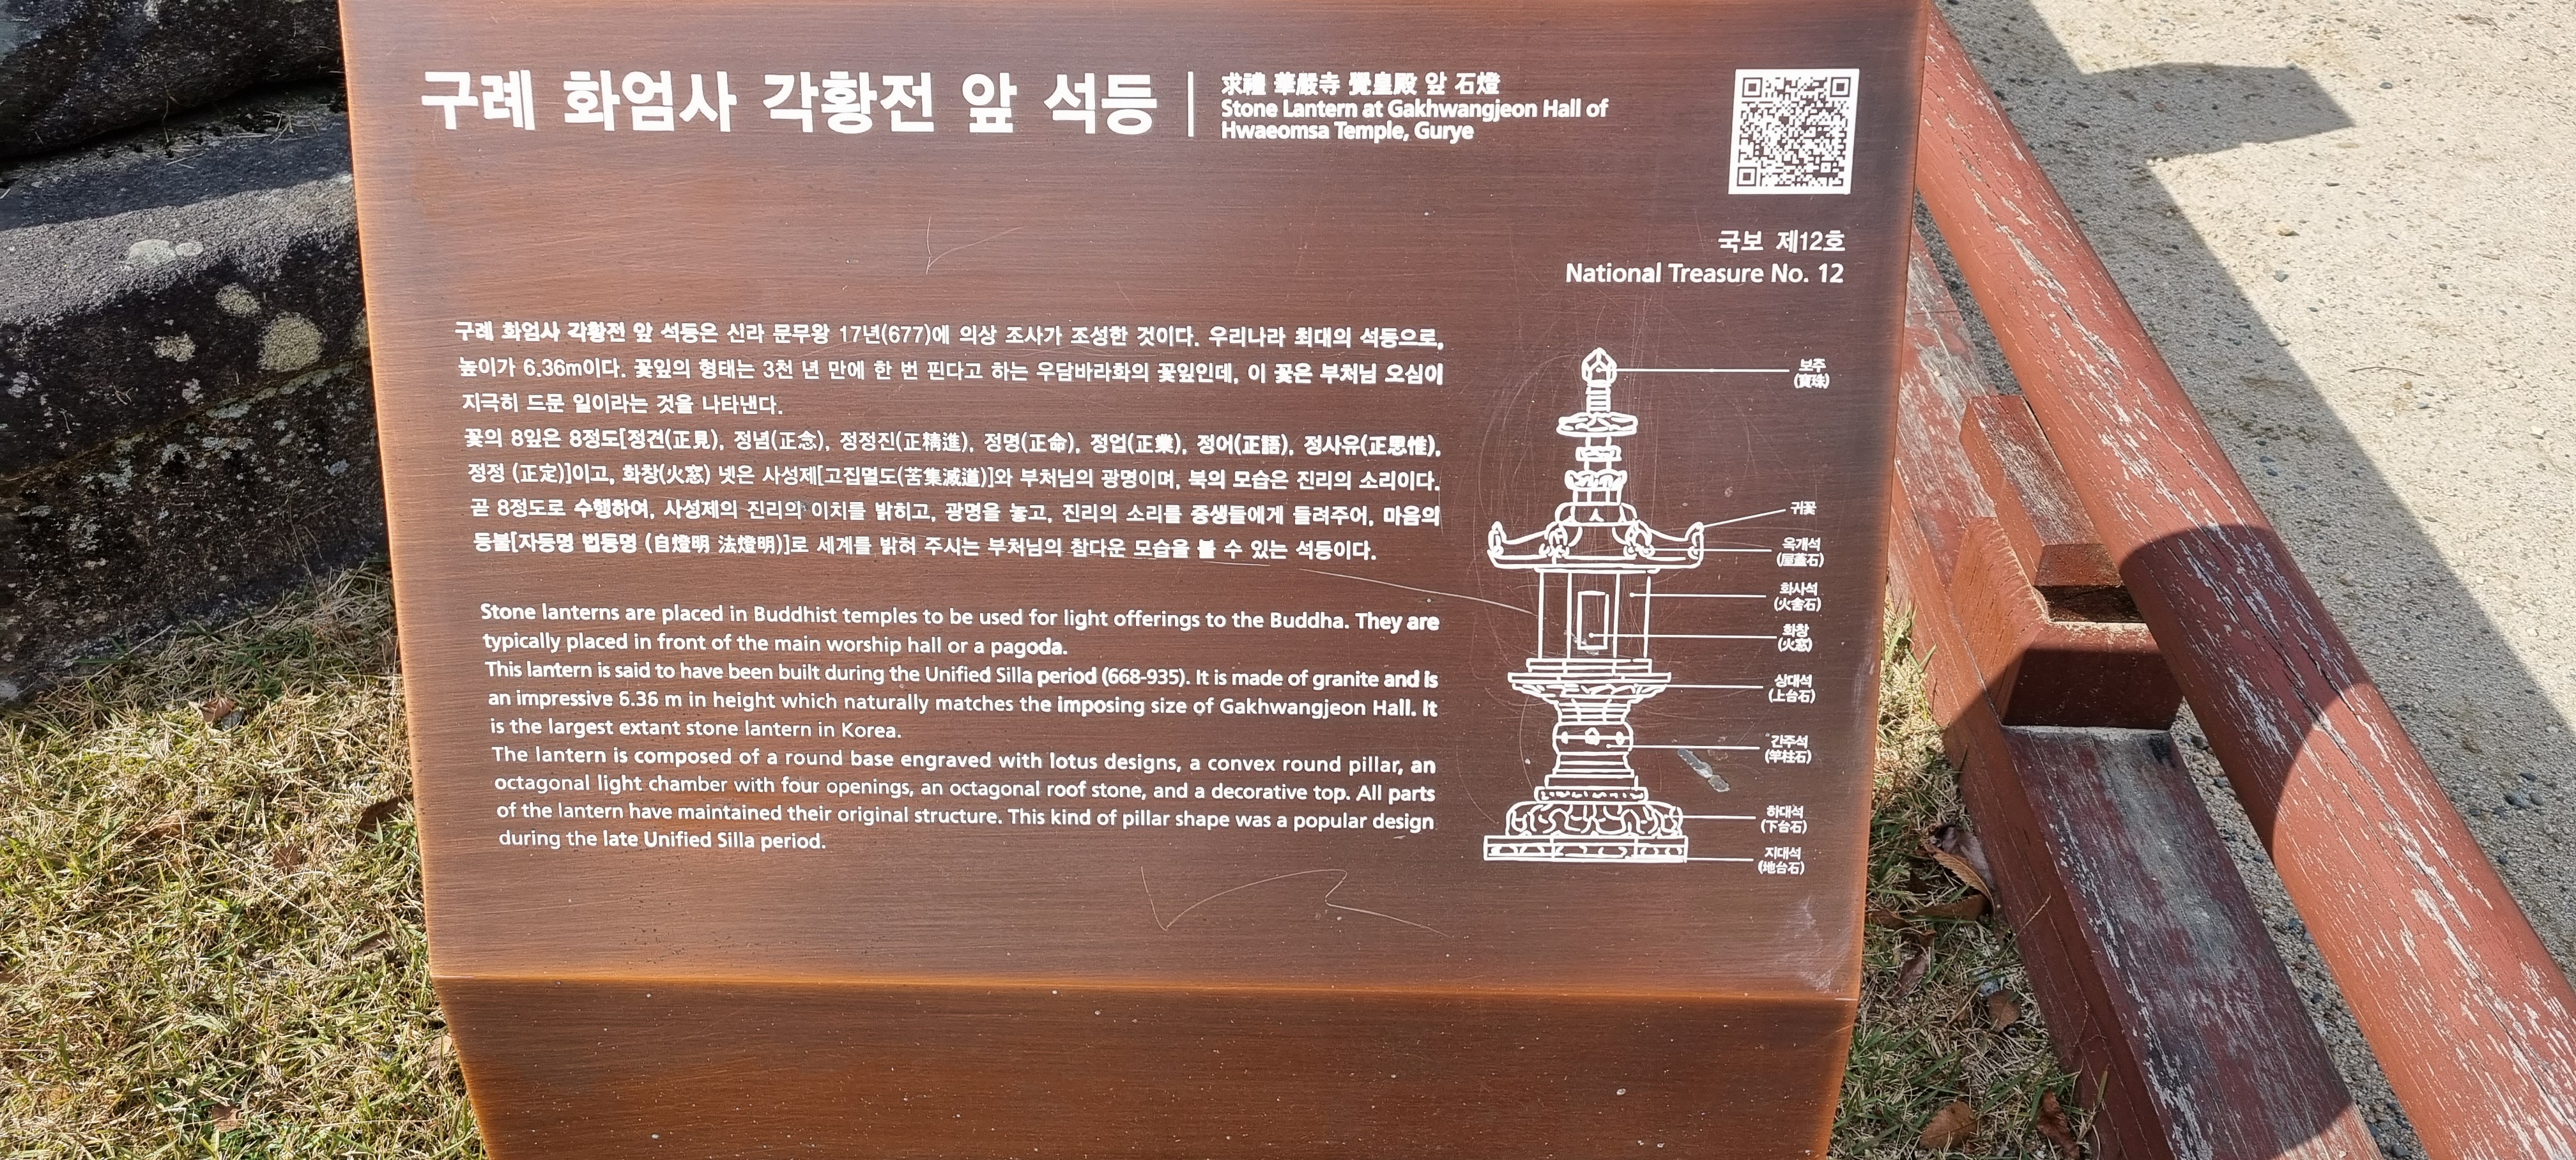 구례 화엄사 각황전 앞 석등
求禮 華嚴寺 覺皇殿 앞 石燈
Stone Lantern at Gakhwangjeon Hall of
Hwaeomsa Temple, Gurye
국보 제12호
National Treasure No. 12
구례 화엄사 각황전 앞 석등은 신라 문무왕 17년(677)에 의상 조사가 조성한 것이다. 우리나라 최대의 석등으로,
높이가 6.36m이다. 꽃잎의 형태는 3천 년 만에 한 번 핀다고 하는 우담바라화의 꽃잎인데, 이 꽃은 부처님 오심이
지극히 드문 일이라는 것을 나타낸다.
꽃의 8잎은 8정도[정견(正見), 정념(正念), 정정진(正精進), 정명(正命), 정업(正業), 정어(正語), 정사유(正思惟),
정정 (正定)]이고, 화창(火窓) 넷은 사성제[고집멸도(苦集滅道)]와 부처님의 광명이며, 북의 모습은 진리의 소리이다.
곧 8정도로 수행하여, 사성제의 진리의 이치를 밝히고, 광명을 놓고, 진리의 소리를 중생들에게 들려주어, 마음의
등불[자등명 법등명 (自燈明 法燈明)]로 세계를 밝혀 주시는 부처님의 참다운 모습을 볼 수 있는 석등이다.
Stone lanterns are placed in Buddhist temples to be used for light offerings to the Buddha. They are
typically placed in front of the main worship hall or a pagoda.
This lantern is said to have been built during the Unified Silla period (668-935). It is made of granite and is
an impressive 6.36 m in height which naturally matches the imposing size of Gakhwangjeon Hall. It
is the largest extant stone lantern in Korea.
The lantern is composed of a round base engraved with lotus designs, a convex round pillar, an
octagonal light chamber with four openings, an octagonal roof stone, and a decorative top. All parts
of the lantern have maintained their original structure. This kind of pillar shape was a popular design
during the late Unified Silla period.
보주
(寶珠)
귀꽃
옥개석
(屋蓋石)
화사석
(火舍石)
화창
(火窓)
상대석
(上台石)
간주석
(竿柱石)
하대석
(下台石)
지대석
(地台石)